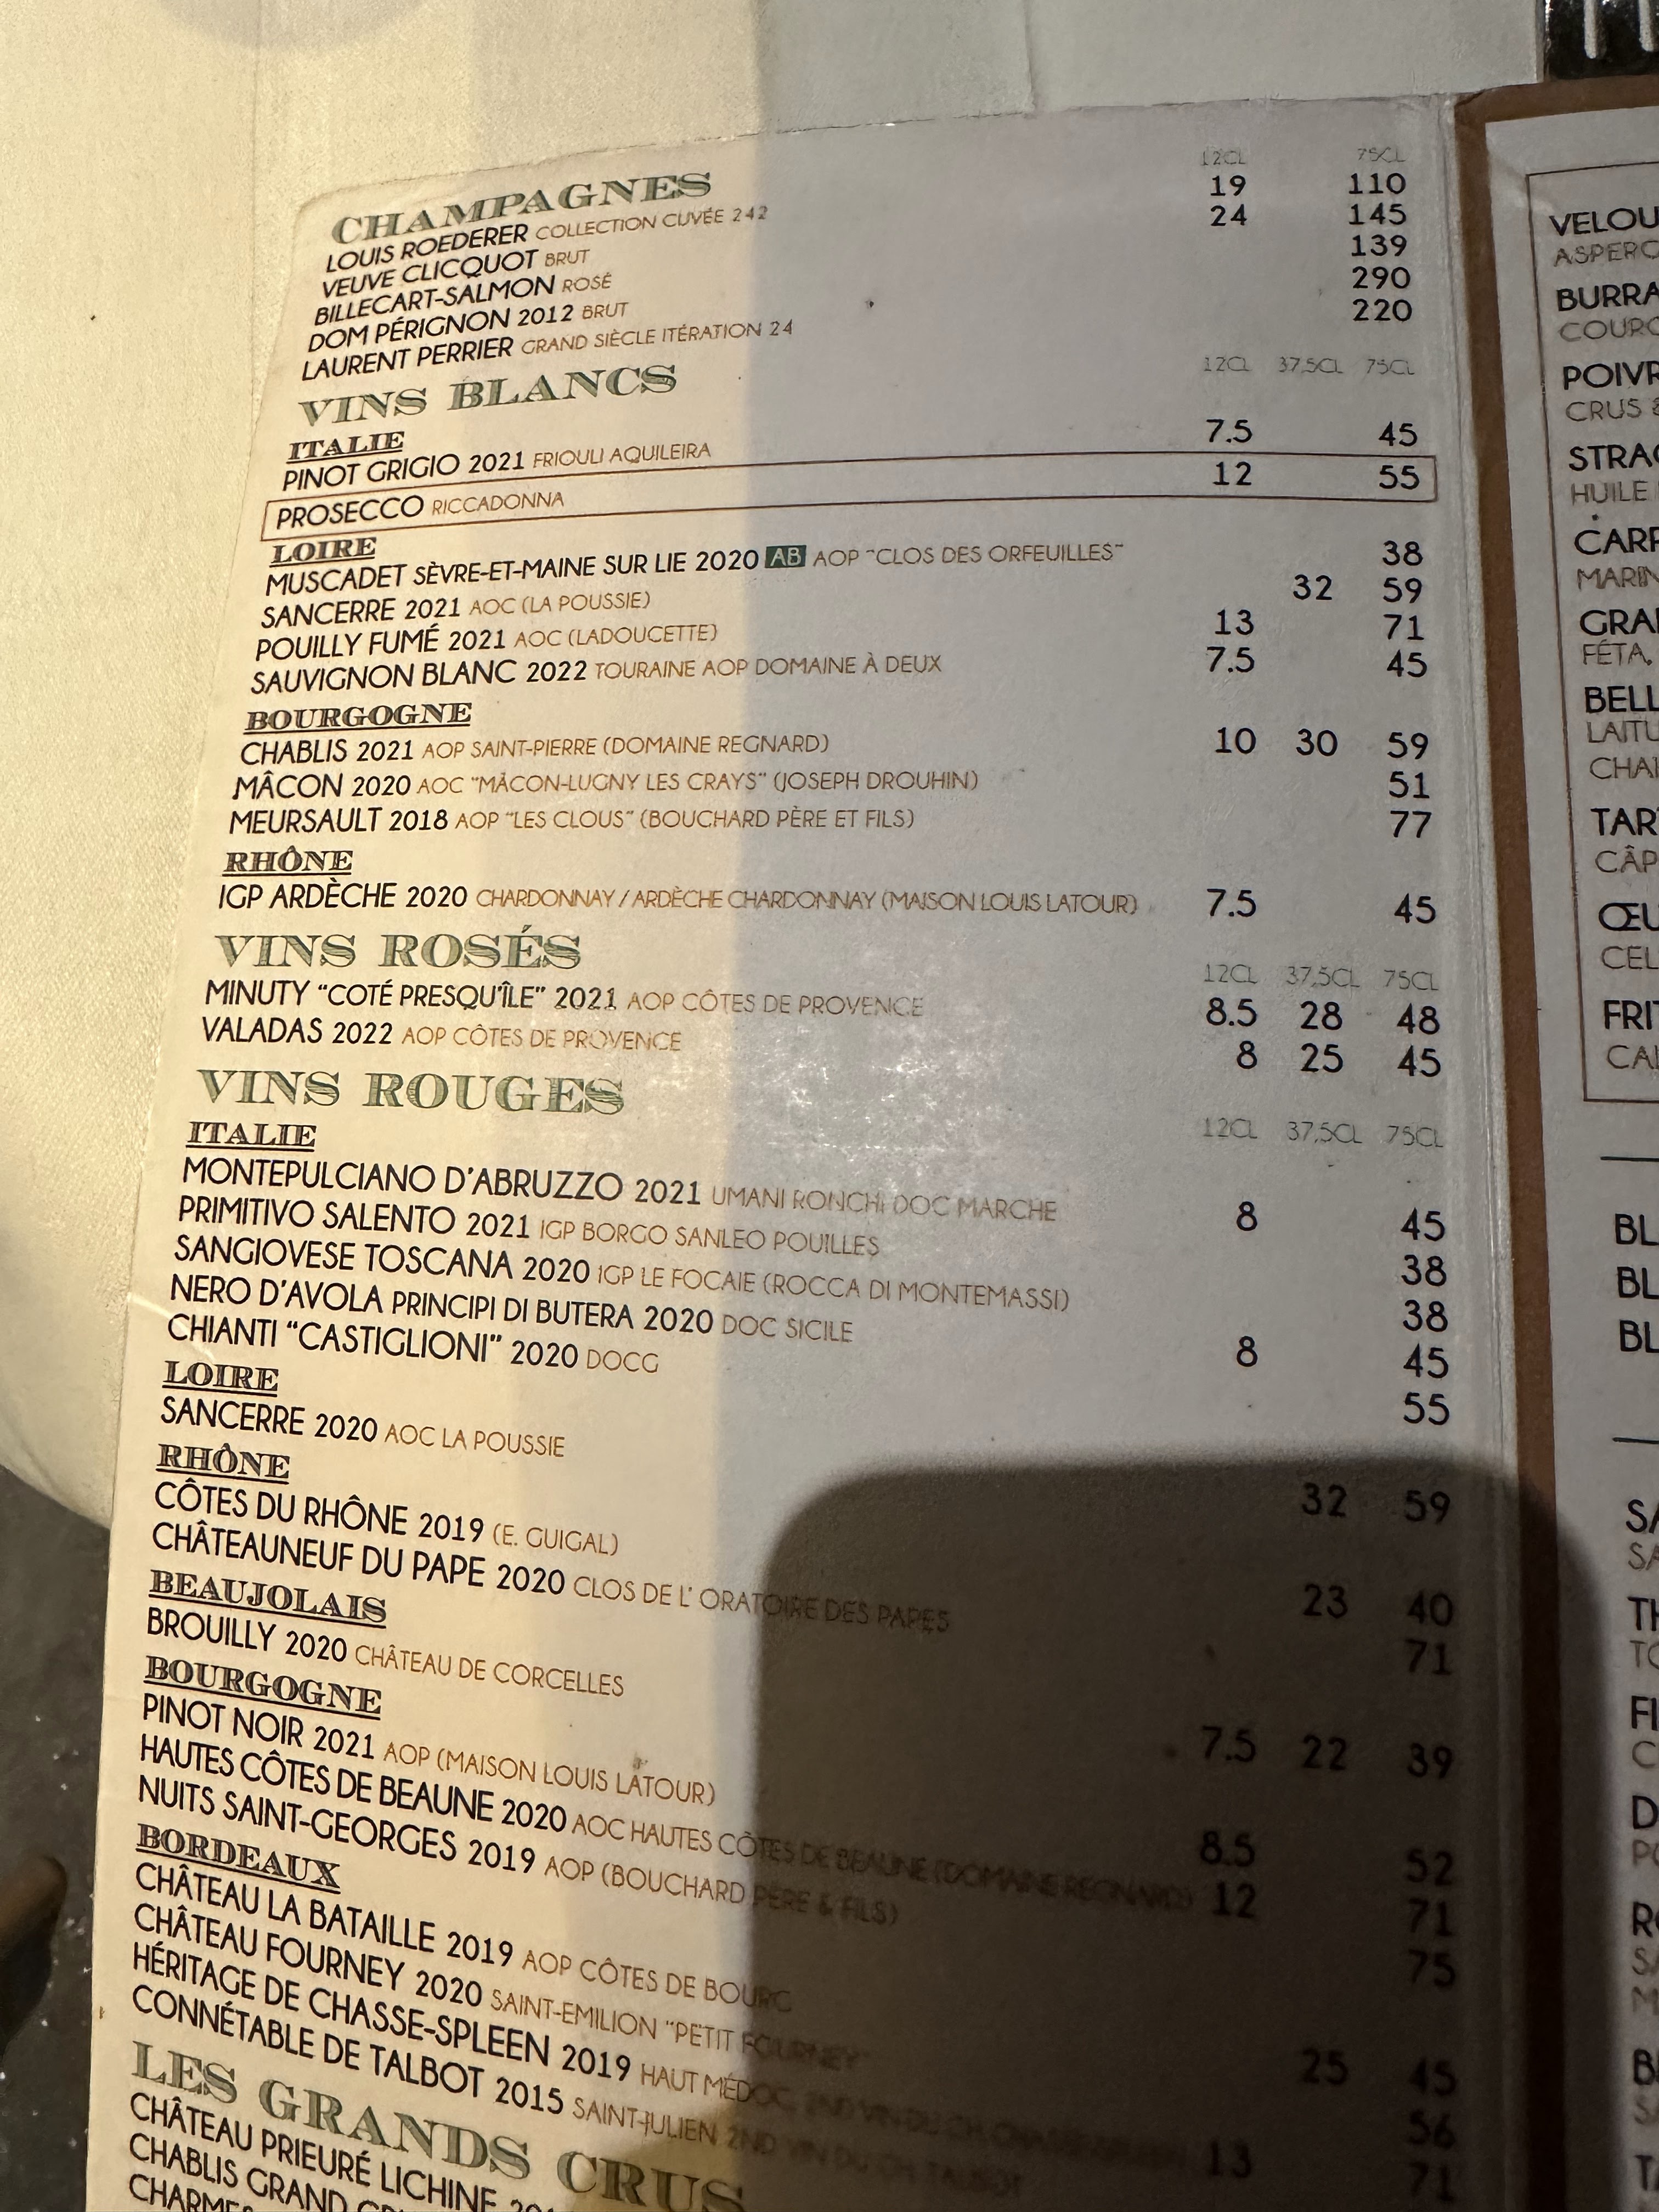 CHAMPAGNES 12CL 75CL
LOUIS ROEDERER COLLECTION CUVÉE 242 19 110
VEUVE CLICQUOT BRUT 24 145
BILLECART-SALMON ROSÉ 139
DOM PÉRIGNON 2012 BRUT 290
LAURENT PERRIER GRAND SIÈCLE ITÉRATION 24 220
VINS BLANCS 12CL 37,5CL 75CL
ITALIE
PINOT GRIGIO 2021 FRIOULI AQUILEIRA 7.5 45
PROSECCO RICCADONNA 12 55
LOIRE
MUSCADET SÈVRE-ET-MAINE SUR LIE 2020 AB AOP "CLOS DES ORFEUILLES" 38
SANCERRE 2021 AOC (LA POUSSIE) 32 59
POUILLY FUMÉ 2021 AOC (LADOUCETTE) 13 71
SAUVIGNON BLANC 2022 TOURAINE AOP DOMAINE À DEUX 7.5 45
BOURGOGNE
CHABLIS 2021 AOP SAINT-PIERRE (DOMAINE REGNARD) 10 30 59
MÂCON 2020 AOC "MÂCON-LUGNY LES CRAYS" (JOSEPH DROUHIN) 51
MEURSAULT 2018 AOP "LES CLOUS" (BOUCHARD PÈRE ET FILS) 77
RHÔNE
IGP ARDÈCHE 2020 CHARDONNAY / ARDÈCHE CHARDONNAY (MAISON LOUIS LATOUR) 7.5 45
VINS ROSÉS 12CL 37,5CL 75CL
MINUTY "COTÉ PRESQU'ÎLE" 2021 AOP CÔTES DE PROVENCE 8.5 28 48
VALADAS 2022 AOP CÔTES DE PROVENCE 8 25 45
VINS ROUGES 12CL 37,5CL 75CL
ITALIE
MONTEPULCIANO D'ABRUZZO 2021 UMANI RONCHI DOC MARCHE 8 45
PRIMITIVO SALENTO 2021 IGP BORGO SANLEO POUILLES 38
SANGIOVESE TOSCANA 2020 IGP LE FOCAIE (ROCCA DI MONTEMASSI) 38
NERO D'AVOLA PRINCIPI DI BUTERA 2020 DOC SICILE 8 45
CHIANTI "CASTIGLIONI" 2020 DOCG 55
LOIRE
SANCERRE 2020 AOC LA POUSSIE 32 59
RHÔNE
CÔTES DU RHÔNE 2019 (E. GUIGAL) 23 40
CHÂTEAUNEUF DU PAPE 2020 CLOS DE L' ORATOIRE DES PAPES 71
BEAUJOLAIS
BROUILLY 2020 CHÂTEAU DE CORCELLES 7.5 22 39
BOURGOGNE
PINOT NOIR 2021 AOP (MAISON LOUIS LATOUR) 8.5 52
HAUTES CÔTES DE BEAUNE 2020 AOC HAUTES CÔTES DE BEAUNE (DOMAINE REGNARD) 12 71
NUITS SAINT-GEORGES 2019 AOP (BOUCHARD PÈRE & FILS) 75
BORDEAUX
CHÂTEAU LA BATAILLE 2019 AOP CÔTES DE BOURG 25 45
CHÂTEAU FOURNEY 2020 SAINT-EMILION "PETIT FOURNEY" 56
HÉRITAGE DE CHASSE-SPLEEN 2019 HAUT MÉDOC, 2ND VIN DU CH. CHASSE-SPLEEN 13 71
CONNÉTABLE DE TALBOT 2015 SAINT-JULIEN 2ND VIN DU CH. TALBOT
LES GRANDS CRUS
CHÂTEAU PRIEURÉ LICHINE
CHABLIS GRAND
VELOU
ASPERG
BURRA
COURG
POIVR
CRUS &
STRAC
HUILE
CARP
MARIN
GRA
FÉTA,
BELL
LAITU
CHA
TAR
CÂP
ŒU
CEL
FRI
CA
BL
BL
BL
SA